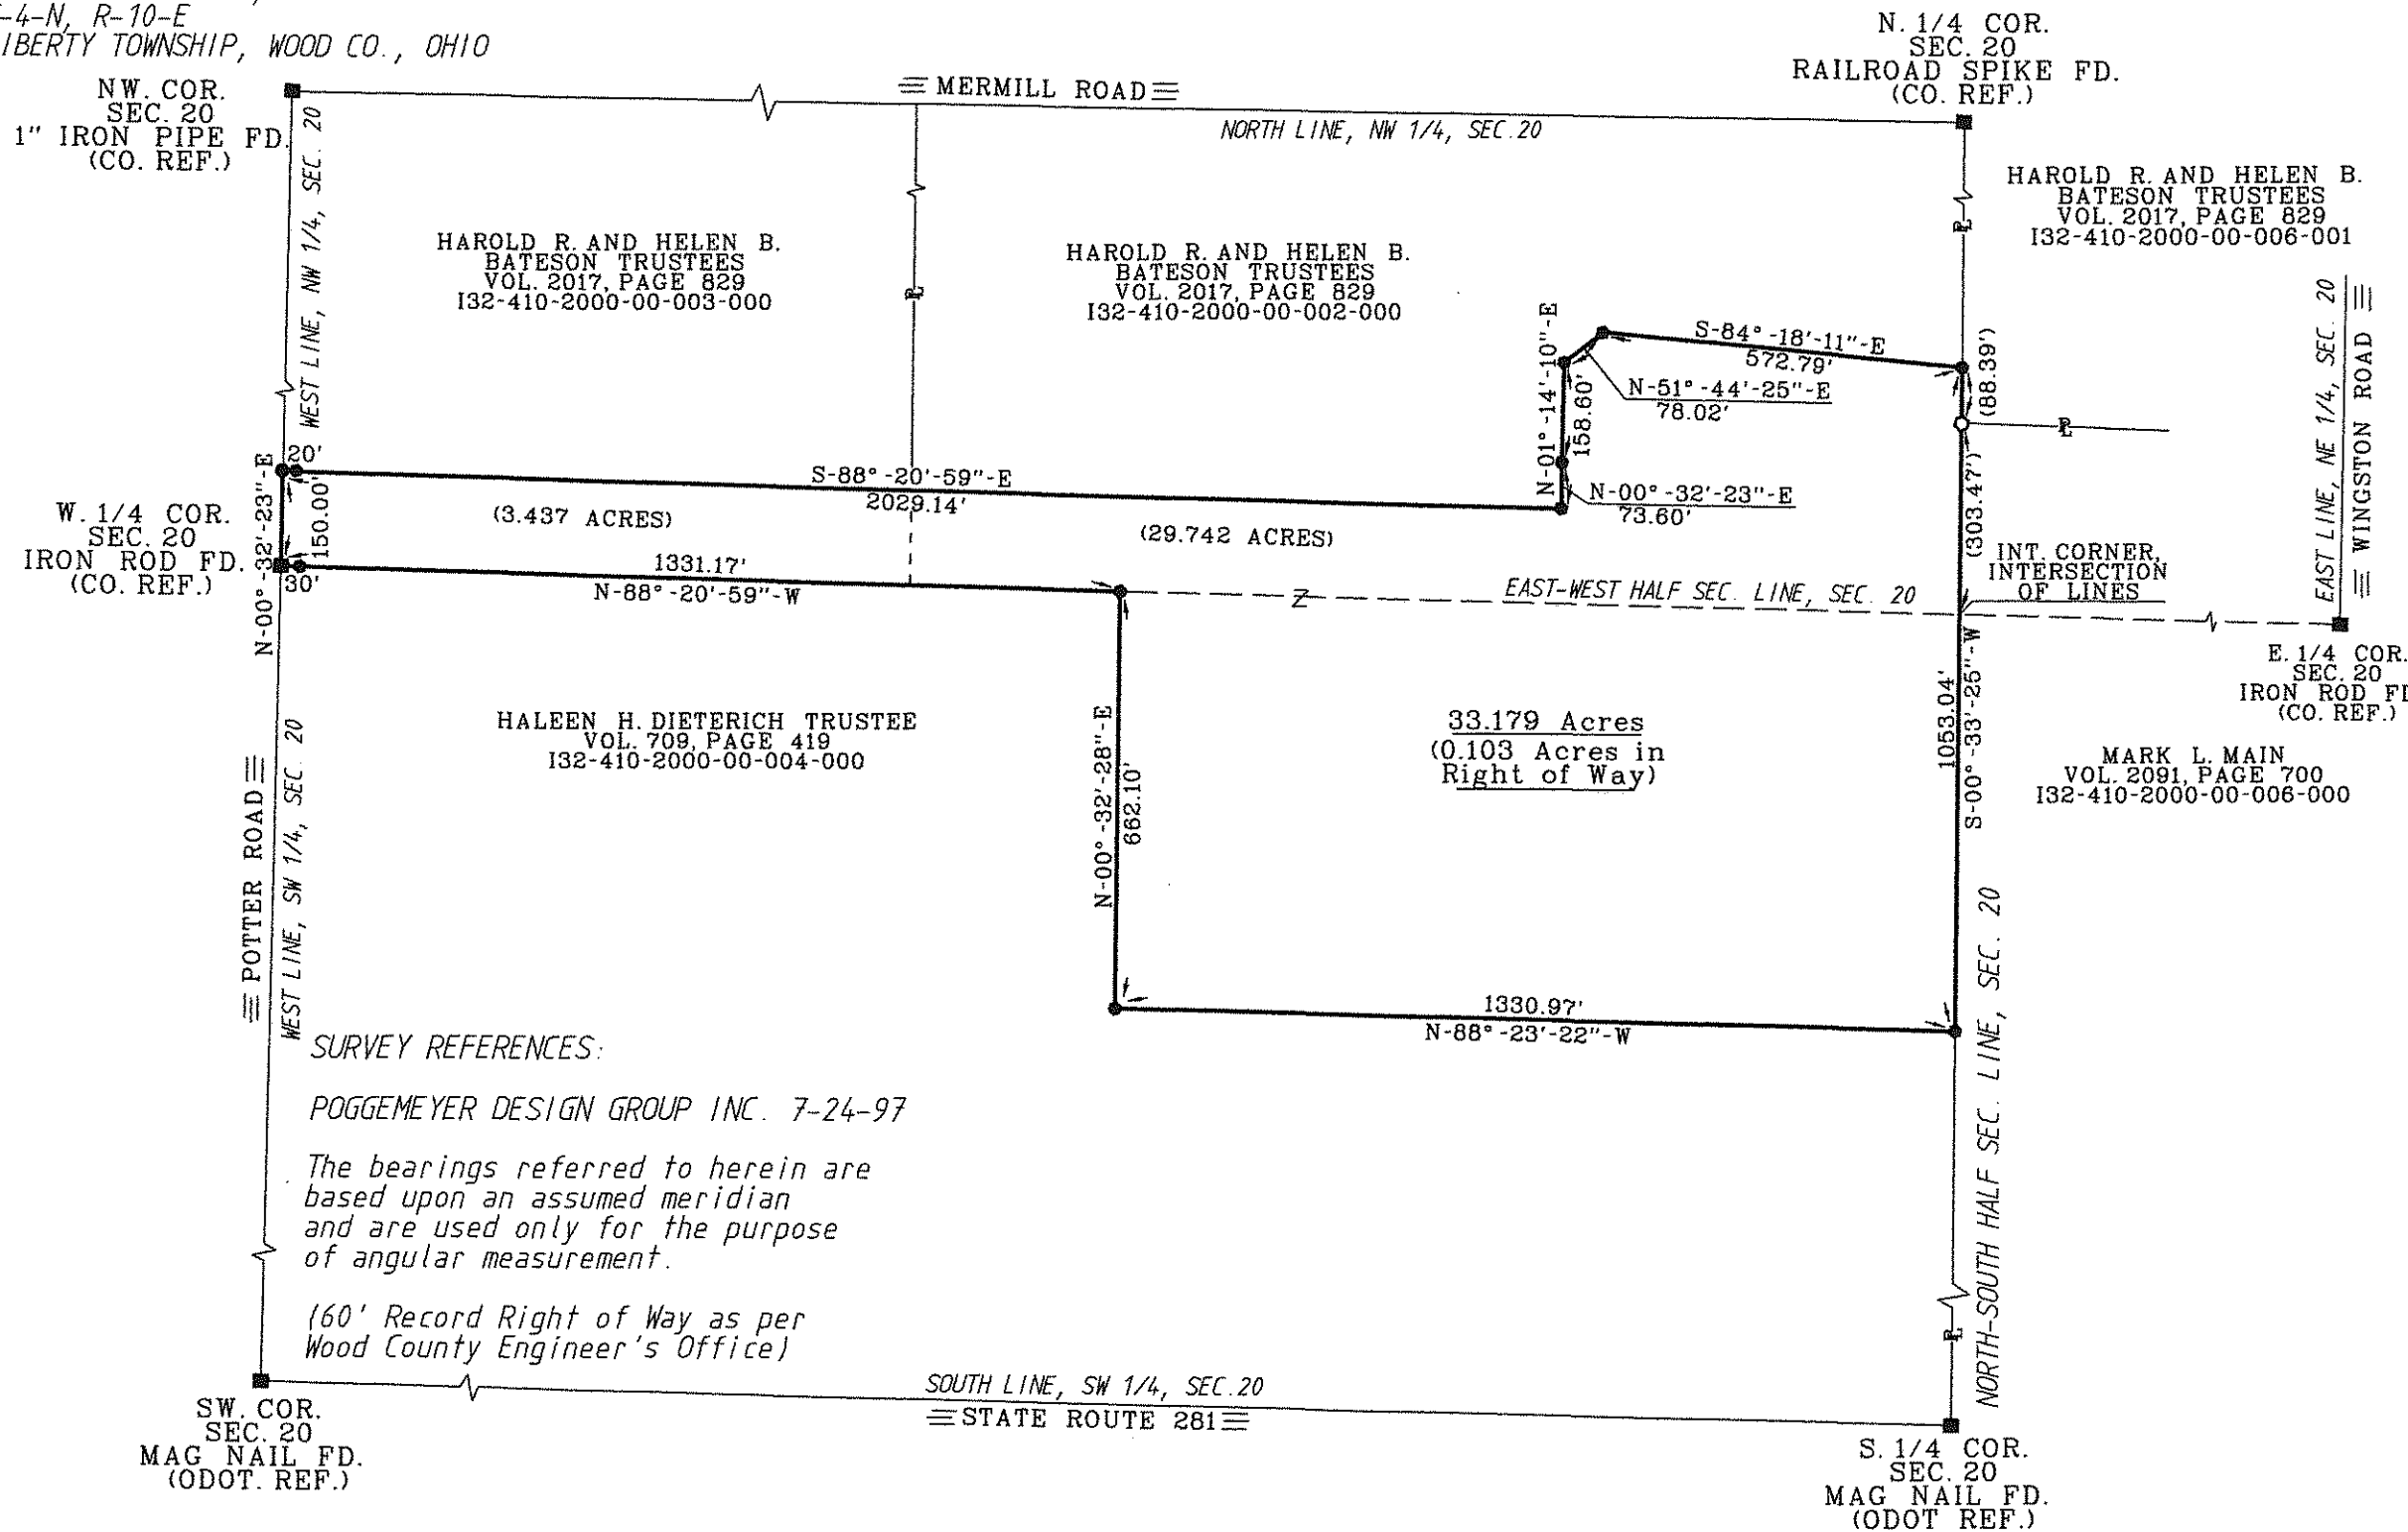 -4-N, R-10-E
IBERTY TOWNSHIP, WOOD CO., OHIO
NW. COR.
SEC. 20
1" IRON PIPE FD.
(CO. REF.)
MERMILL ROAD
NORTH LINE, NW 1/4, SEC.20
N. 1/4 COR.
SEC. 20
RAILROAD SPIKE FD.
(CO. REF.)
WEST LINE, NW 1/4, SEC. 20
HAROLD R. AND HELEN B.
BATESON TRUSTEES
VOL. 2017, PAGE 829
I32-410-2000-00-003-000
HAROLD R. AND HELEN B.
BATESON TRUSTEES
VOL. 2017, PAGE 829
I32-410-2000-00-002-000
HAROLD R. AND HELEN B.
BATESON TRUSTEES
VOL. 2017, PAGE 829
I32-410-2000-00-006-001
PL
PL
PL
S-84°-18'-11"-E
572.79'
N-51°-44'-25"-E
78.02'
N-01°-14'-10"-E
158.60'
N-00°-32'-23"-E
73.60'
(88.39')
(303.47')
EAST LINE, NE 1/4, SEC. 20
WINGSTON ROAD
20'
N-00°-32'-23"-E
150.00'
30'
W. 1/4 COR.
SEC. 20
IRON ROD FD.
(CO. REF.)
S-88°-20'-59"-E
2029.14'
(3.437 ACRES)
(29.742 ACRES)
1331.17'
N-88°-20'-59"-W
EAST-WEST HALF SEC. LINE, SEC. 20
INT. CORNER,
INTERSECTION
OF LINES
E. 1/4 COR.
SEC. 20
IRON ROD F
(CO. REF.)
HALEEN H. DIETERICH TRUSTEE
VOL. 709, PAGE 419
I32-410-2000-00-004-000
N-00°-32'-28"-E
662.10'
33.179 Acres
(0.103 Acres in
Right of Way)
1053.04'
S-00°-33'-25"-W
MARK L. MAIN
VOL. 2091, PAGE 700
I32-410-2000-00-006-000
POTTER ROAD
WEST LINE, SW 1/4, SEC. 20
1330.97'
N-88°-23'-22"-W
NORTH-SOUTH HALF SEC. LINE, SEC. 20
PL
SURVEY REFERENCES:
POGGEMEYER DESIGN GROUP INC. 7-24-97
The bearings referred to herein are
based upon an assumed meridian
and are used only for the purpose
of angular measurement.
(60' Record Right of Way as per
Wood County Engineer's Office)
SOUTH LINE, SW 1/4, SEC.20
STATE ROUTE 281
SW. COR.
SEC. 20
MAG NAIL FD.
(ODOT. REF.)
S. 1/4 COR.
SEC. 20
MAG NAIL FD.
(ODOT REF.)